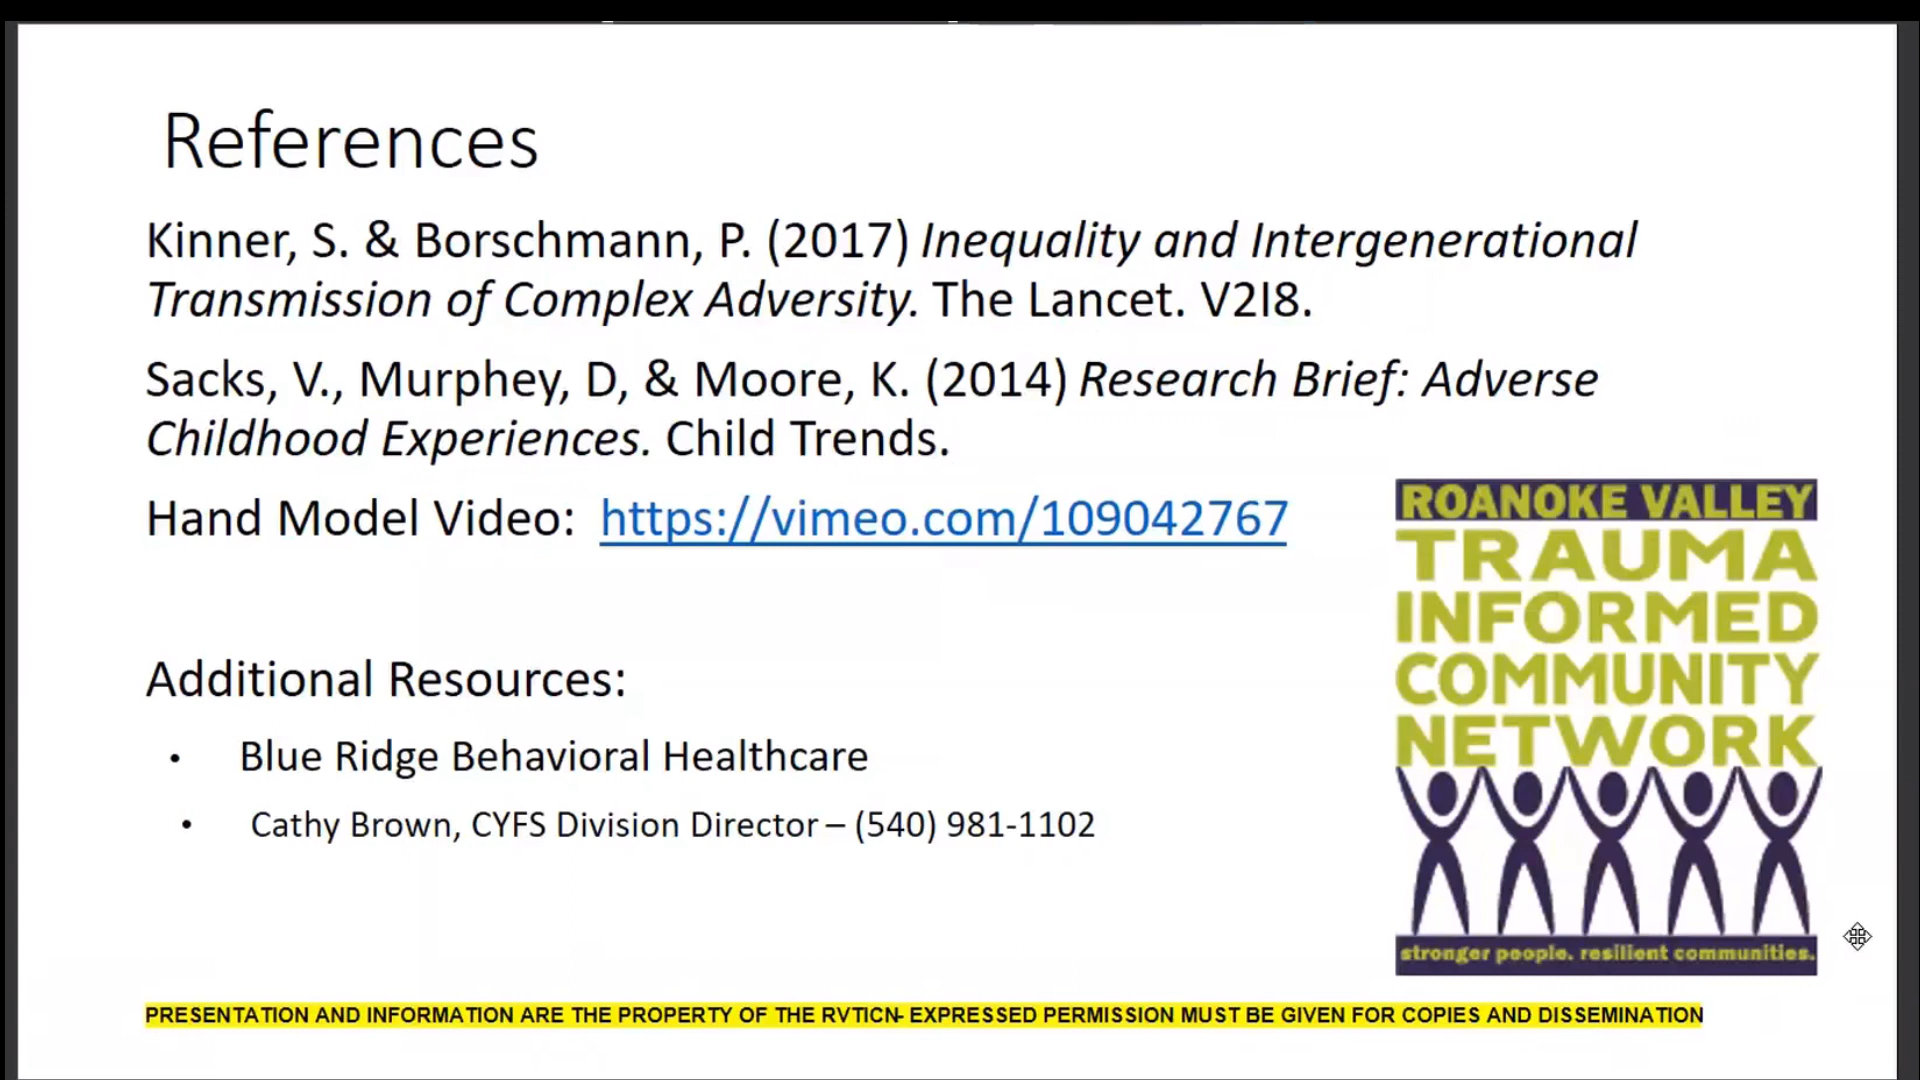 References
Kinner, S. & Borschmann, P. (2017) Inequality and Intergenerational
Transmission of Complex Adversity. The Lancet. V2I8.
Sacks, V., Murphey, D, & Moore, K. (2014) Research Brief: Adverse
Childhood Experiences. Child Trends.
Hand Model Video: https://vimeo.com/109042767
ROANOKE VALLEY
TRAUMA
INFORMED
COMMUNITY
NETWORK
stronger people. resilient communities.
Additional Resources:
• Blue Ridge Behavioral Healthcare
• Cathy Brown, CYFS Division Director – (540) 981-1102
PRESENTATION AND INFORMATION ARE THE PROPERTY OF THE RVTICN- EXPRESSED PERMISSION MUST BE GIVEN FOR COPIES AND DISSEMINATION